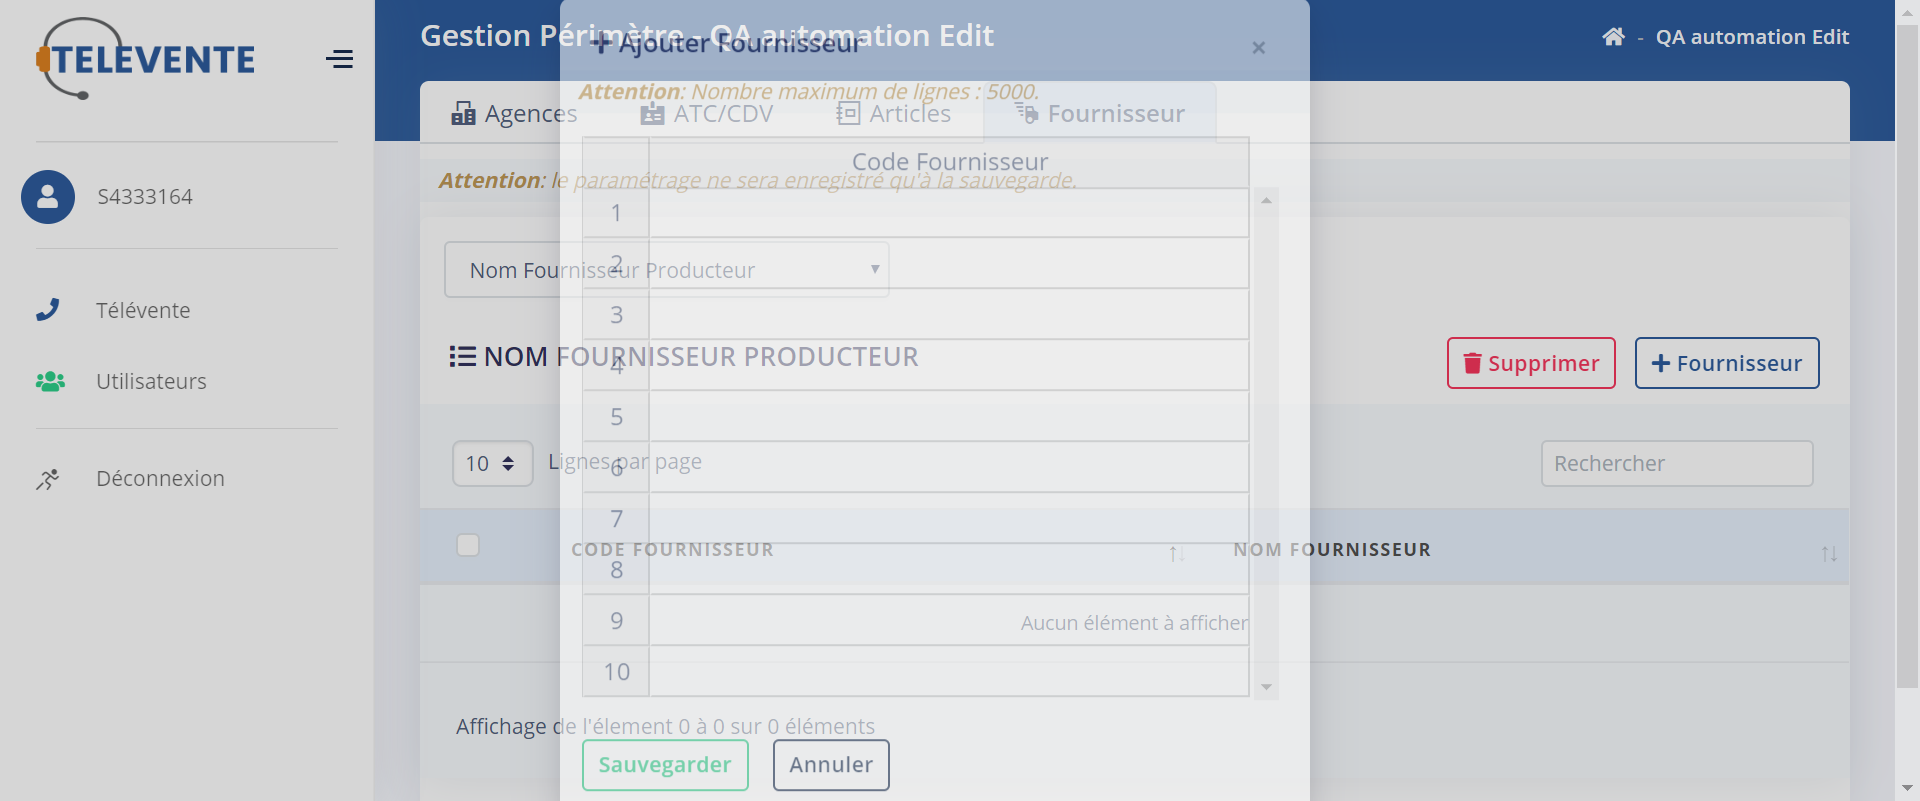 TELEVENTE
S4333164
Télévente
Utilisateurs
Déconnexion
Gestion Périmètre - QA automation Edit
- QA automation Edit
Agences
ATC/CDV
Articles
Fournisseur
Attention: le paramétrage ne sera enregistré qu'à la sauvegarde.
Nom Fournisseur Producteur
NOM FOURNISSEUR PRODUCTEUR
Supprimer
Fournisseur
10
Lignes par page
Rechercher
CODE FOURNISSEUR
NOM FOURNISSEUR
Aucun élément à afficher
Affichage de l'élement 0 à 0 sur 0 éléments
Ajouter Fournisseur
×
Attention: Nombre maximum de lignes : 5000.
Code Fournisseur
1
2
3
4
5
6
7
8
9
10
Sauvegarder
Annuler